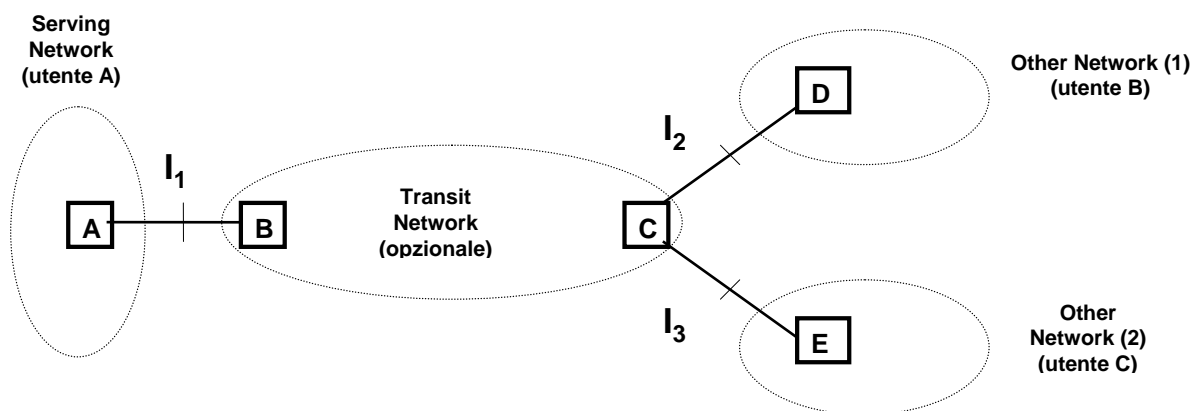 Serving
Network
(utente A)
Other Network (1)
(utente B)
D
I2
I1
Transit
Network
(opzionale)
A
B
C
I3
E
Other
Network (2)
(utente C)